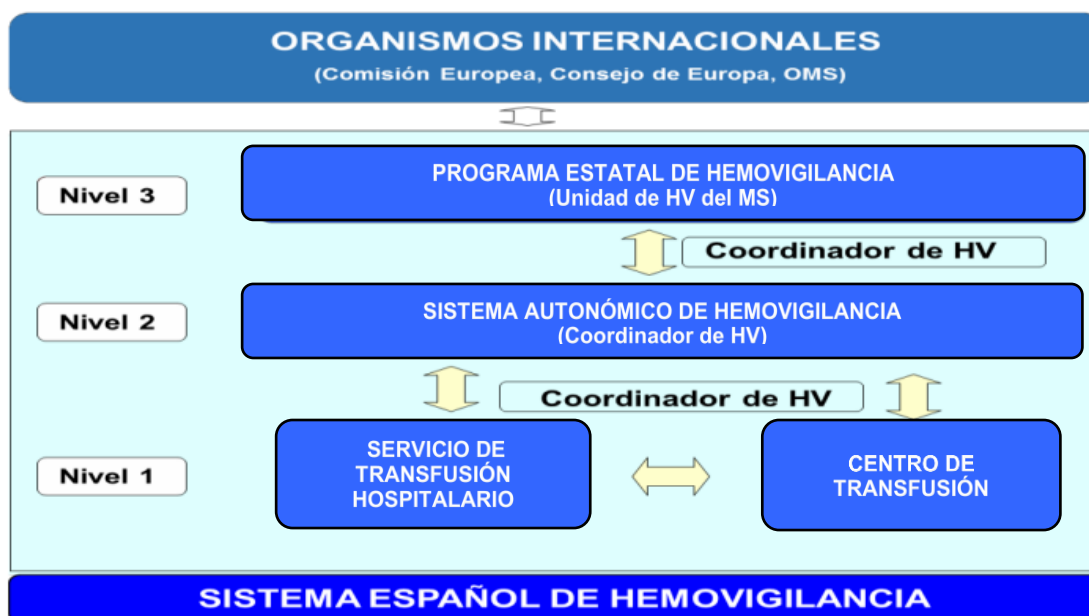 ORGANISMOS INTERNACIONALES
(Comisión Europea, Consejo de Europa, OMS)
Nivel 3
PROGRAMA ESTATAL DE HEMOVIGILANCIA
(Unidad de HV del MS)
Coordinador de HV
Nivel 2
SISTEMA AUTONÓMICO DE HEMOVIGILANCIA
(Coordinador de HV)
Coordinador de HV
Nivel 1
SERVICIO DE
TRANSFUSIÓN
HOSPITALARIO
CENTRO DE
TRANSFUSIÓN
SISTEMA ESPAÑOL DE HEMOVIGILANCIA